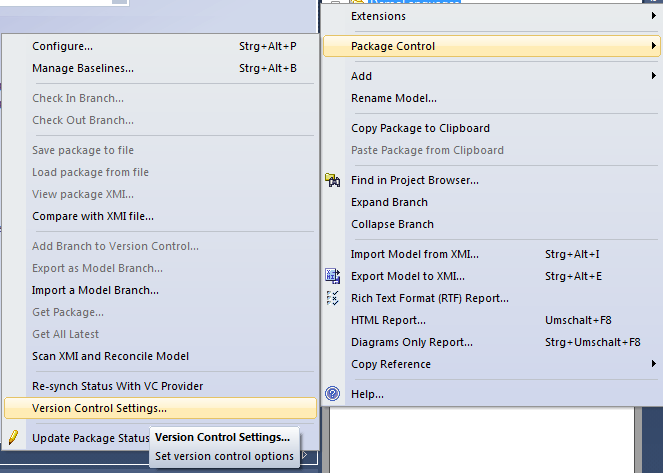 DemoLanguages
Extensions
Package Control
Add
Rename Model...
Copy Package to Clipboard
Paste Package from Clipboard
Find in Project Browser...
Expand Branch
Collapse Branch
Import Model from XMI... Strg+Alt+I
Export Model to XMI... Strg+Alt+E
Rich Text Format (RTF) Report...
HTML Report... Umschalt+F8
Diagrams Only Report... Strg+Umschalt+F8
Copy Reference
Help...
Configure... Strg+Alt+P
Manage Baselines... Strg+Alt+B
Check In Branch...
Check Out Branch...
Save package to file
Load package from file
View package XMI...
Compare with XMI file...
Add Branch to Version Control...
Export as Model Branch...
Import a Model Branch...
Get Package...
Get All Latest
Scan XMI and Reconcile Model
Re-synch Status With VC Provider
Version Control Settings...
Update Package Status
Version Control Settings...
Set version control options